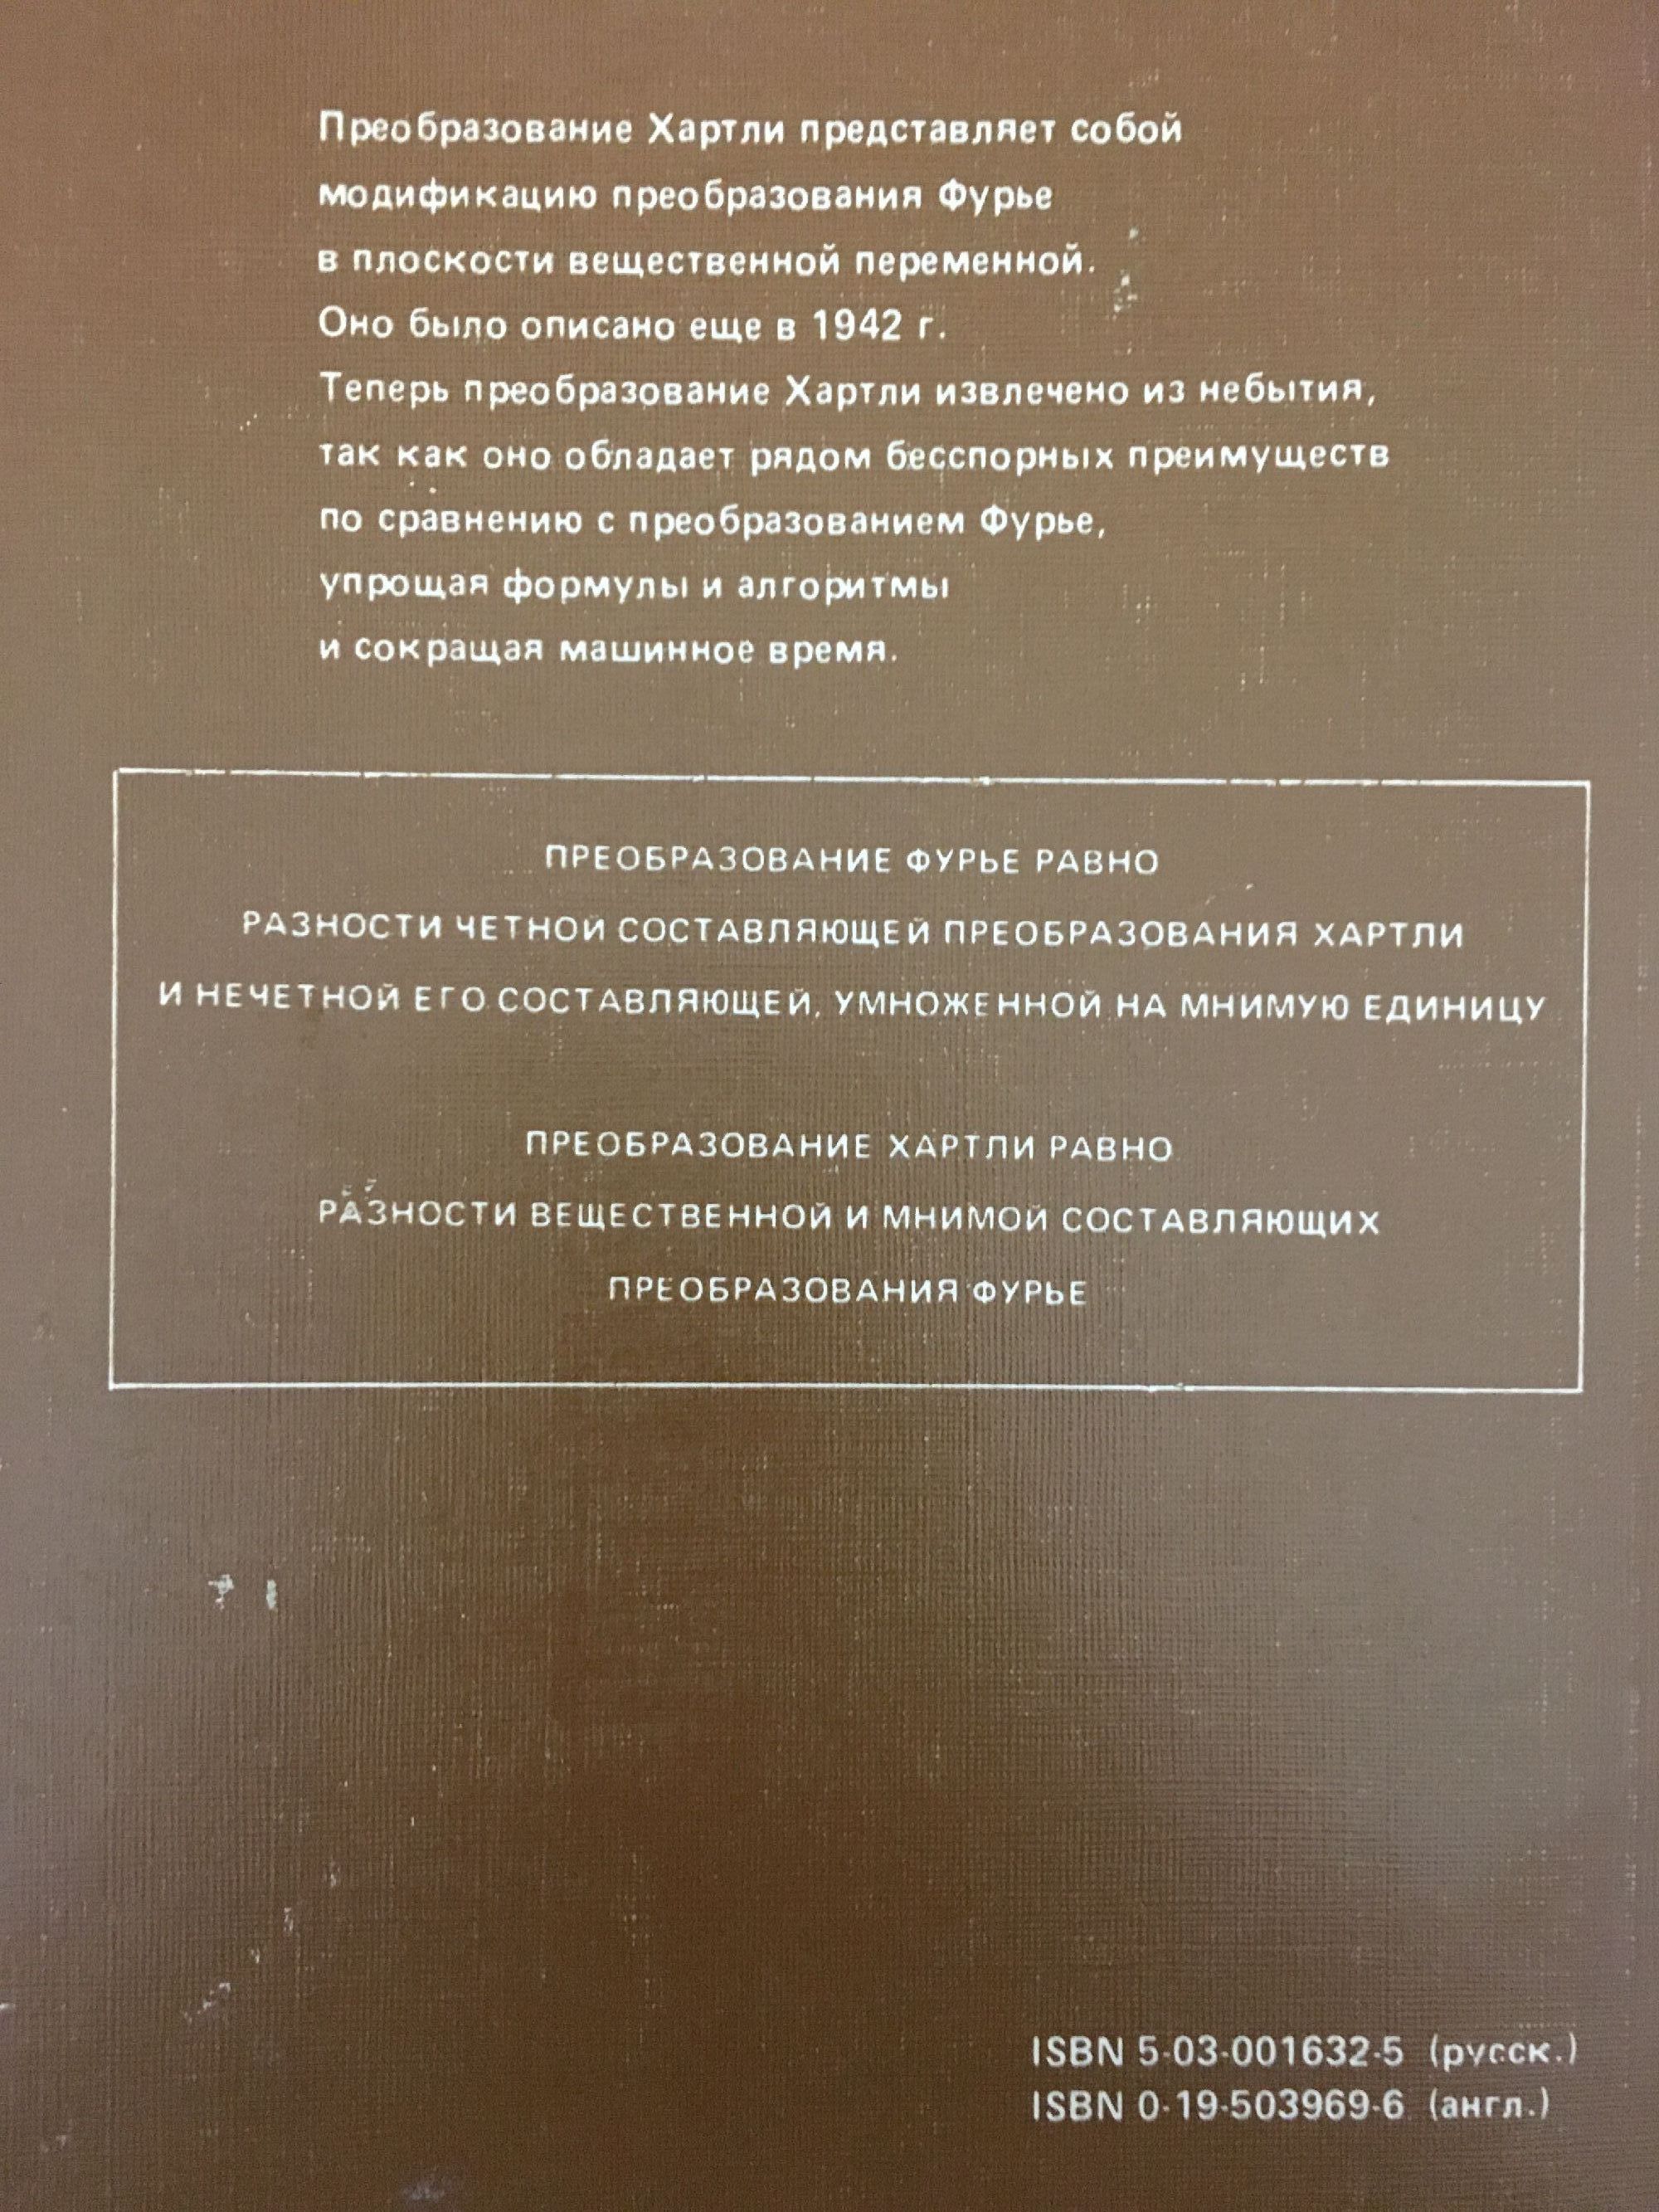 Преобразование Хартли представляет собой
модификацию преобразования Фурье
в плоскости вещественной переменной.
Оно было описано еще в 1942 г.
Теперь преобразование Хартли извлечено из небытия,
так как оно обладает рядом бесспорных преимуществ
по сравнению с преобразованием Фурье,
упрощая формулы и алгоритмы
и сокращая машинное время.
ПРЕОБРАЗОВАНИЕ ФУРЬЕ РАВНО
РАЗНОСТИ ЧЕТНОЙ СОСТАВЛЯЮЩЕЙ ПРЕОБРАЗОВАНИЯ ХАРТЛИ
И НЕЧЕТНОЙ ЕГО СОСТАВЛЯЮЩЕЙ, УМНОЖЕННОЙ НА МНИМУЮ ЕДИНИЦУ
ПРЕОБРАЗОВАНИЕ ХАРТЛИ РАВНО
РАЗНОСТИ ВЕЩЕСТВЕННОЙ И МНИМОЙ СОСТАВЛЯЮЩИХ
ПРЕОБРАЗОВАНИЯ ФУРЬЕ
ISBN 5-03-001632-5 (русск.)
ISBN 0-19-503969-6 (англ.)